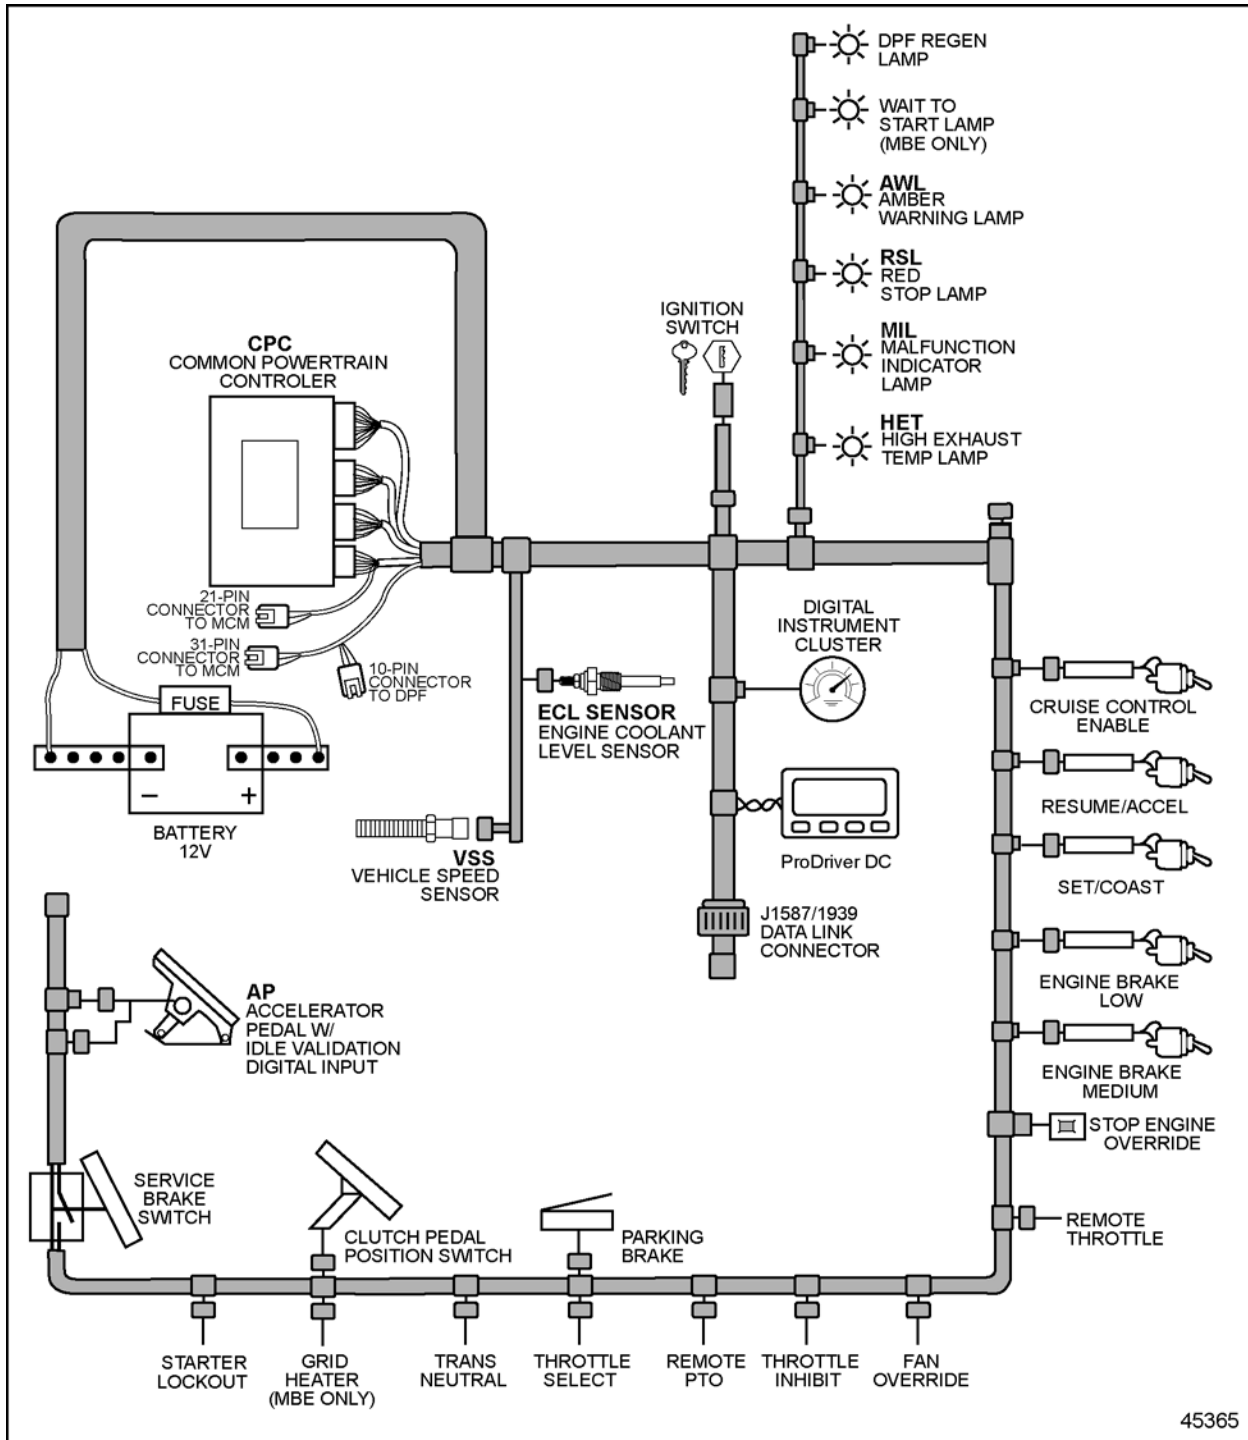 DPF REGEN
LAMP
WAIT TO
START LAMP
(MBE ONLY)
AWL
AMBER
WARNING LAMP
RSL
RED
STOP LAMP
MIL
MALFUNCTION
INDICATOR
LAMP
HET
HIGH EXHAUST
TEMP LAMP
IGNITION
SWITCH
CPC
COMMON POWERTRAIN
CONTROLER
21-PIN
CONNECTOR
TO MCM
31-PIN
CONNECTOR
TO MCM
10-PIN
CONNECTOR
TO DPF
FUSE
–
+
BATTERY
12V
ECL SENSOR
ENGINE COOLANT
LEVEL SENSOR
VSS
VEHICLE SPEED
SENSOR
DIGITAL
INSTRUMENT
CLUSTER
ProDriver DC
J1587/1939
DATA LINK
CONNECTOR
CRUISE CONTROL
ENABLE
RESUME/ACCEL
SET/COAST
ENGINE BRAKE
LOW
ENGINE BRAKE
MEDIUM
STOP ENGINE
OVERRIDE
REMOTE
THROTTLE
AP
ACCELERATOR
PEDAL W/
IDLE VALIDATION
DIGITAL INPUT
SERVICE
BRAKE
SWITCH
CLUTCH PEDAL
POSITION SWITCH
PARKING
BRAKE
STARTER
LOCKOUT
GRID
HEATER
(MBE ONLY)
TRANS
NEUTRAL
THROTTLE
SELECT
REMOTE
PTO
THROTTLE
INHIBIT
FAN
OVERRIDE
45365